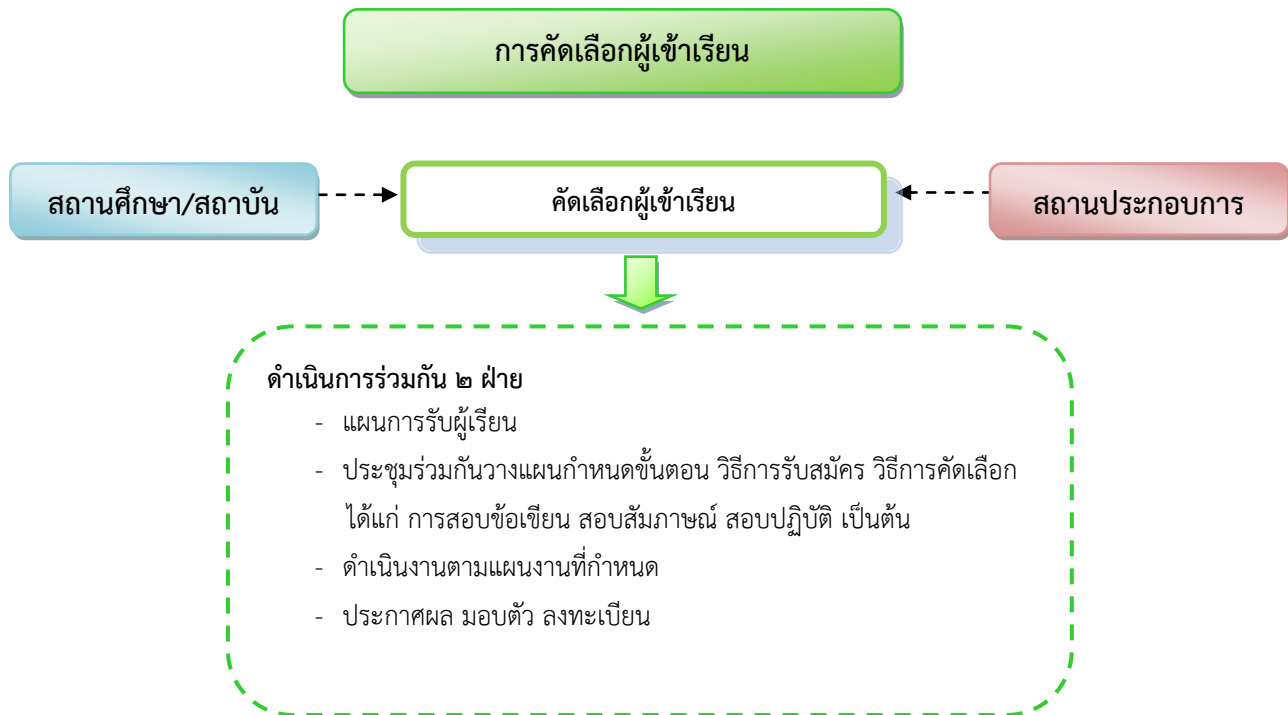 การคัดเลือกผู้เข้าเรียน
สถานศึกษา/สถาบัน
คัดเลือกผู้เข้าเรียน
สถานประกอบการ
ดำเนินการร่วมกัน ๒ ฝ่าย
- แผนการรับผู้เรียน
- ประชุมร่วมกันวางแผนกำหนดขั้นตอน วิธีการรับสมัคร วิธีการคัดเลือก
ได้แก่ การสอบข้อเขียน สอบสัมภาษณ์ สอบปฏิบัติ เป็นต้น
- ดำเนินงานตามแผนงานที่กำหนด
- ประกาศผล มอบตัว ลงทะเบียน